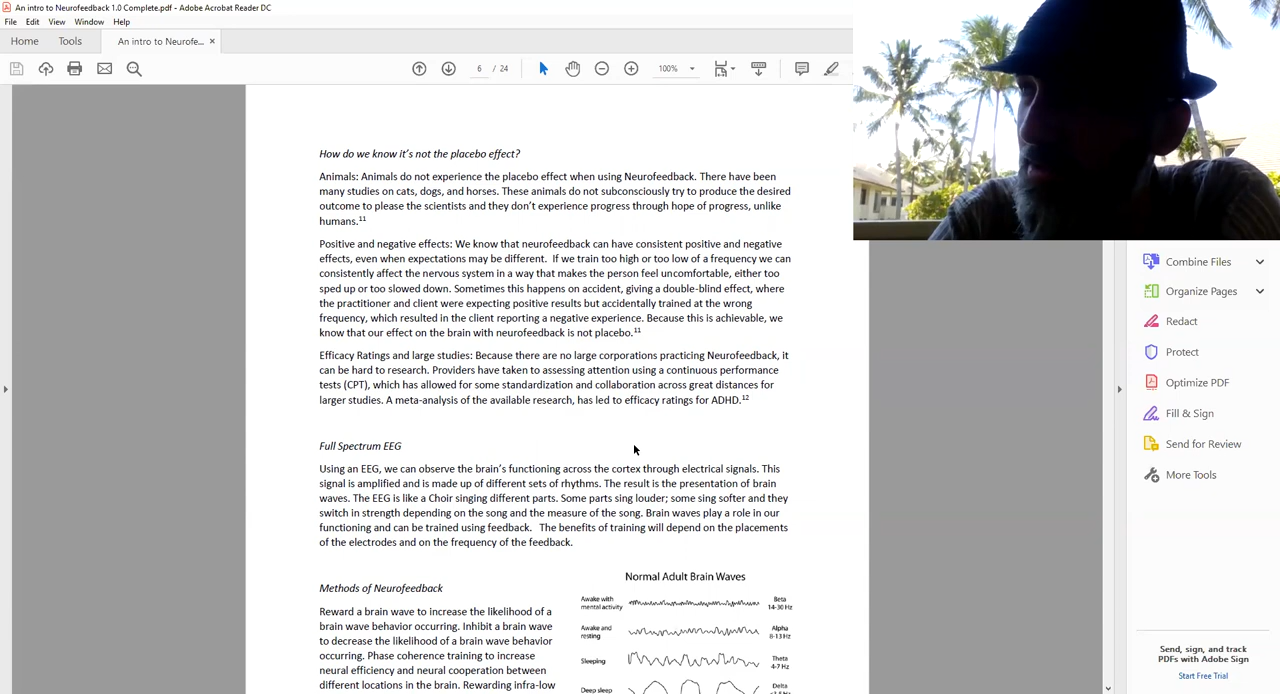 An intro to Neurofeedback 1.0 Complete.pdf - Adobe Acrobat Reader DC
File Edit View Window Help
Home Tools An intro to Neurofe... ×
6 / 24 100%
How do we know it's not the placebo effect?
Animals: Animals do not experience the placebo effect when using Neurofeedback. There have been
many studies on cats, dogs, and horses. These animals do not subconsciously try to produce the desired
outcome to please the scientists and they don't experience progress through hope of progress, unlike
humans.11
Positive and negative effects: We know that neurofeedback can have consistent positive and negative
effects, even when expectations may be different. If we train too high or too low of a frequency we can
consistently affect the nervous system in a way that makes the person feel uncomfortable, either too
sped up or too slowed down. Sometimes this happens on accident, giving a double-blind effect, where
the practitioner and client were expecting positive results but accidentally trained at the wrong
frequency, which resulted in the client reporting a negative experience. Because this is achievable, we
know that our effect on the brain with neurofeedback is not placebo.11
Efficacy Ratings and large studies: Because there are no large corporations practicing Neurofeedback, it
can be hard to research. Providers have taken to assessing attention using a continuous performance
tests (CPT), which has allowed for some standardization and collaboration across great distances for
larger studies. A meta-analysis of the available research, has led to efficacy ratings for ADHD.12
Full Spectrum EEG
Using an EEG, we can observe the brain's functioning across the cortex through electrical signals. This
signal is amplified and is made up of different sets of rhythms. The result is the presentation of brain
waves. The EEG is like a Choir singing different parts. Some parts sing louder; some sing softer and they
switch in strength depending on the song and the measure of the song. Brain waves play a role in our
functioning and can be trained using feedback. The benefits of training will depend on the placements
of the electrodes and on the frequency of the feedback.
Methods of Neurofeedback
Reward a brain wave to increase the likelihood of a
brain wave behavior occurring. Inhibit a brain wave
to decrease the likelihood of a brain wave behavior
occurring. Phase coherence training to increase
neural efficiency and neural cooperation between
different locations in the brain. Rewarding infra-low
Normal Adult Brain Waves
Awake with
mental activity
Beta
14-30 Hz
Awake and
resting
Alpha
8-13 Hz
Sleeping
Theta
4-7 Hz
Deep sleep
Delta
Combine Files
Organize Pages
Redact
Protect
Optimize PDF
Fill & Sign
Send for Review
More Tools
Send, sign, and track
PDFs with Adobe Sign
Start Free Trial